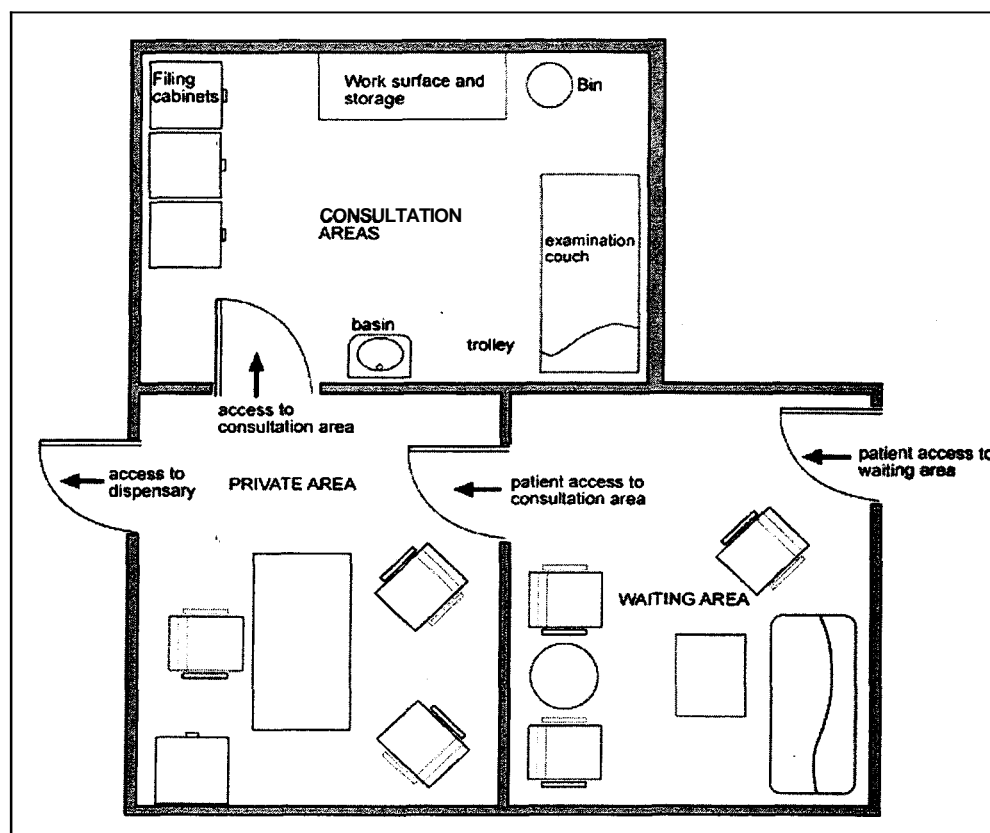 Filing
cabinets
Work surface and
storage
Bin
CONSULTATION
AREAS
examination
couch
basin
trolley
access to
consultation area
access to
dispensary
PRIVATE AREA
patient access to
consultation area
patient access to
waiting area
WAITING AREA